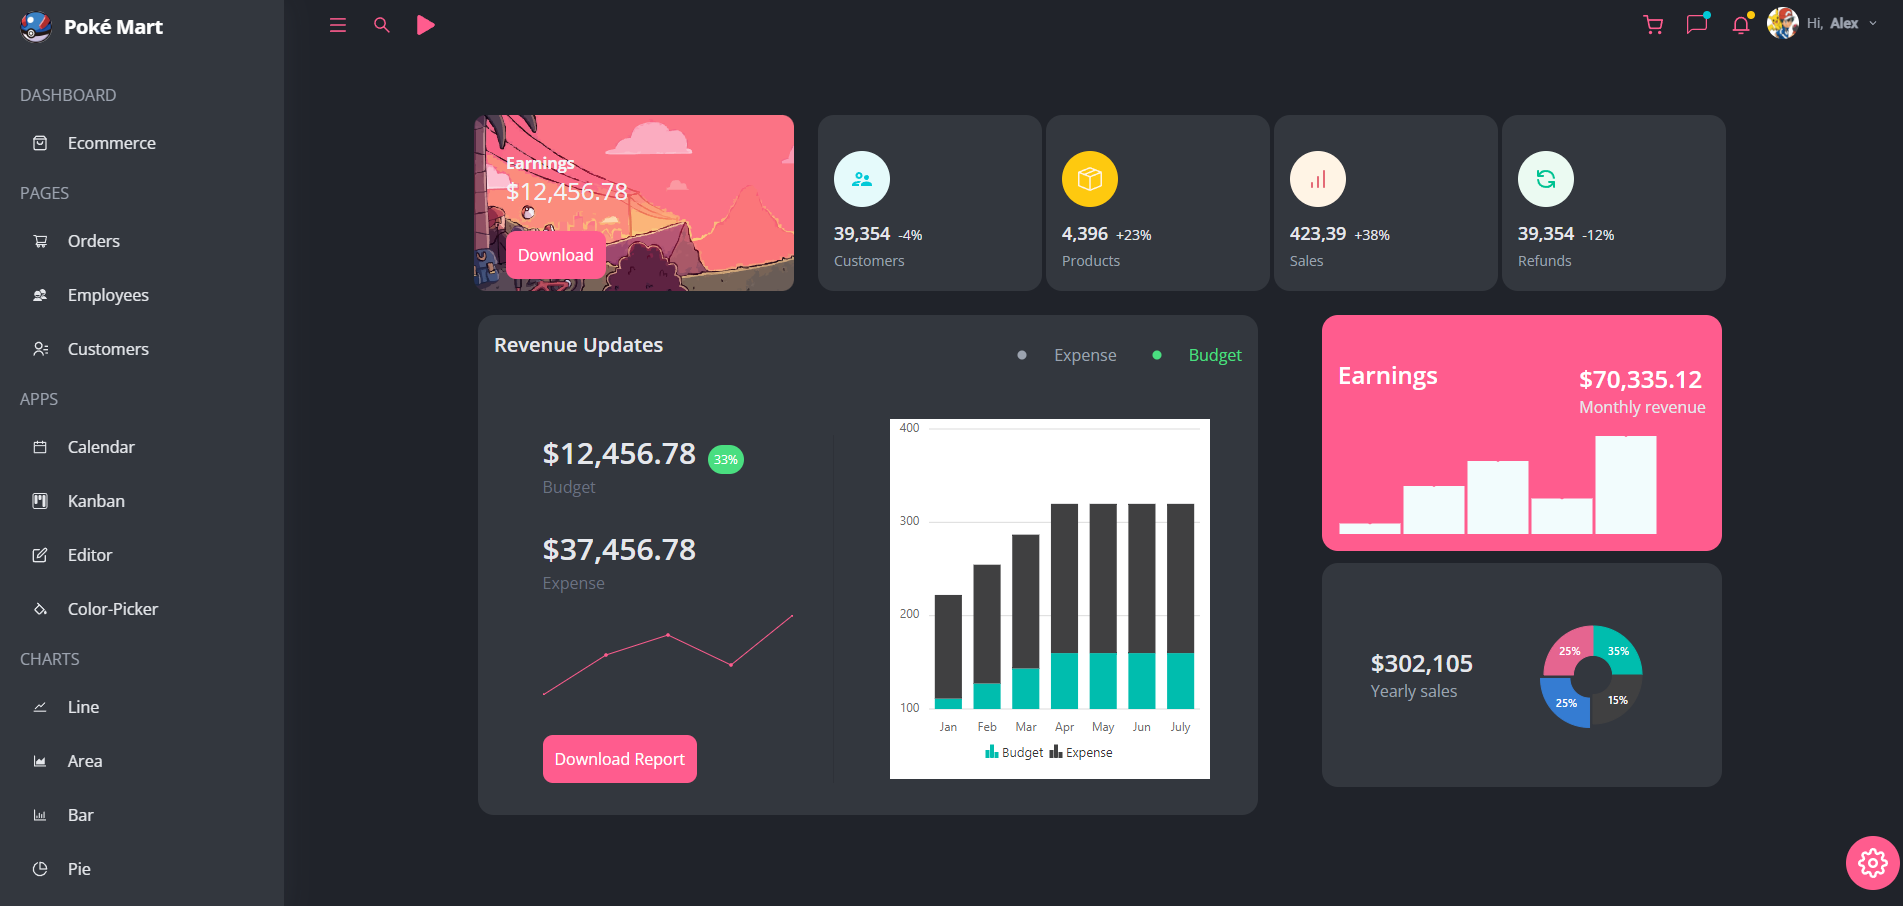 Poké Mart
Hi, Alex
DASHBOARD
Ecommerce
PAGES
Orders
Employees
Customers
APPS
Calendar
Kanban
Editor
Color-Picker
CHARTS
Line
Area
Bar
Pie
Earnings
$12,456.78
Download
39,354 -4%
Customers
4,396 +23%
Products
423,39 +38%
Sales
39,354 -12%
Refunds
Revenue Updates
Expense
Budget
$12,456.78 33%
Budget
$37,456.78
Expense
Download Report
400
300
200
100
Jan Feb Mar Apr May Jun July
Budget Expense
Earnings
$70,335.12
Monthly revenue
$302,105
Yearly sales
25% 35%
25% 15%